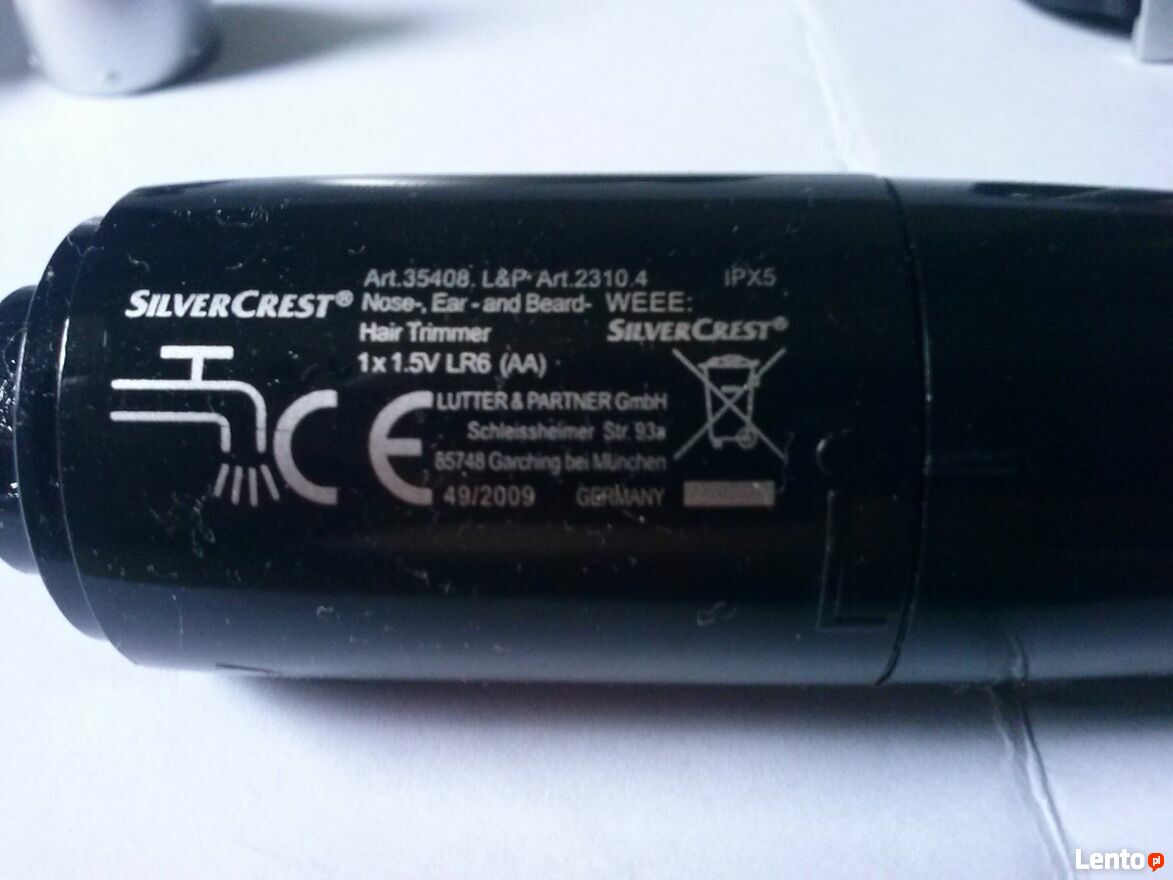 Art.35408. L&P- Art.2310.4 IPX5
SILVERCREST® Nose-, Ear - and Beard- WEEE:
Hair Trimmer SILVERCREST®
1 x 1.5V LR6 (AA)
CE LUTTER & PARTNER GmbH
Schleissheimer Str. 93a
85748 Garching bei München
49/2009 GERMANY
Lento.pl